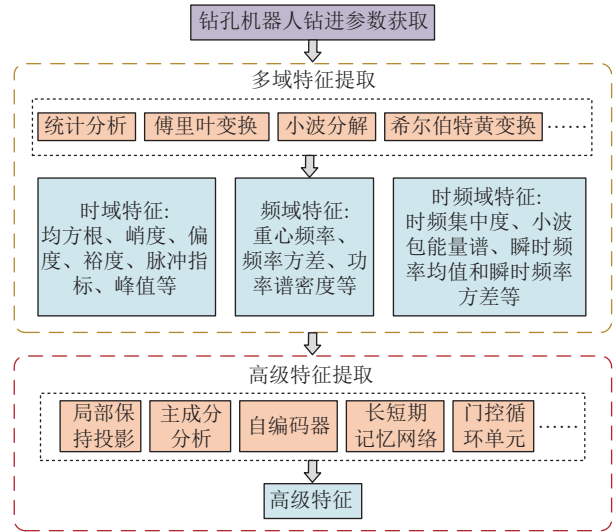 钻孔机器人钻进参数获取
多域特征提取
统计分析 傅里叶变换 小波分解 希尔伯特黄变换 ……
时域特征:
均方根、峭度、偏
度、裕度、脉冲指
标、峰值等
频域特征:
重心频率、
频率方差、功
率谱密度等
时频域特征:
时频集中度、小波
包能量谱、瞬时频
率均值和瞬时频率
方差等
高级特征提取
局部保
持投影
主成分
分析
自编码器
长短期
记忆网络
门控循
环单元
……
高级特征